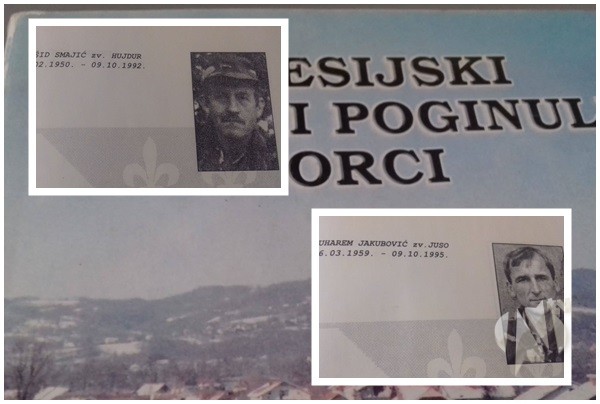 ŠID SMAJIĆ zv. HUJDUR
02.1950. - 09.10.1992.
ESIJSKI
I POGINUL
ORCI
UHAREM JAKUBOVIĆ zv.JUSO
6.03.1959. - 09.10.1995.